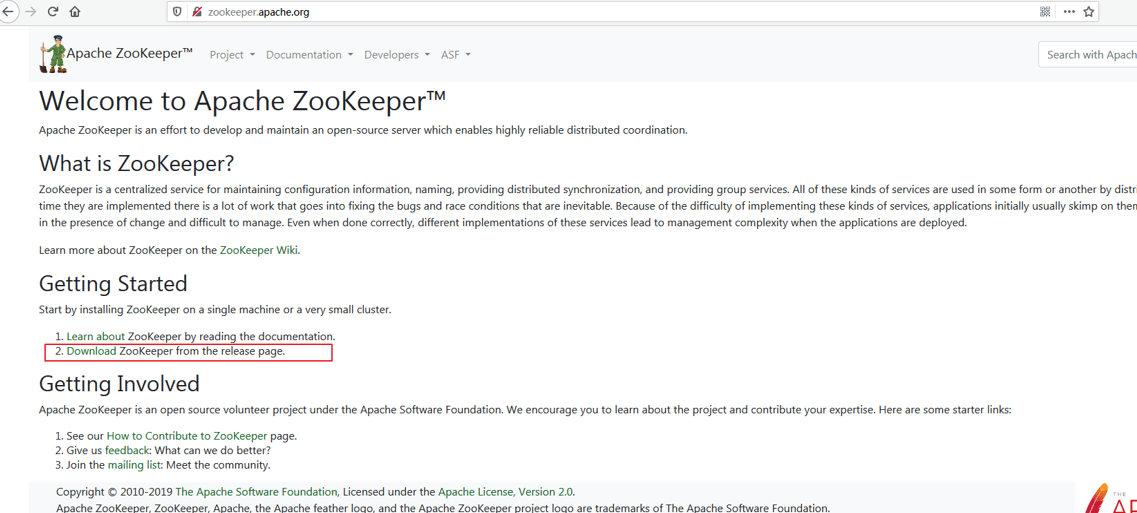 zookeeper.apache.org
Apache ZooKeeper™ Project Documentation Developers ASF Search with Apach
Welcome to Apache ZooKeeper™
Apache ZooKeeper is an effort to develop and maintain an open-source server which enables highly reliable distributed coordination.
What is ZooKeeper?
ZooKeeper is a centralized service for maintaining configuration information, naming, providing distributed synchronization, and providing group services. All of these kinds of services are used in some form or another by distri
time they are implemented there is a lot of work that goes into fixing the bugs and race conditions that are inevitable. Because of the difficulty of implementing these kinds of services, applications initially usually skimp on them
in the presence of change and difficult to manage. Even when done correctly, different implementations of these services lead to management complexity when the applications are deployed.
Learn more about ZooKeeper on the ZooKeeper Wiki.
Getting Started
Start by installing ZooKeeper on a single machine or a very small cluster.
1. Learn about ZooKeeper by reading the documentation.
2. Download ZooKeeper from the release page.
Getting Involved
Apache ZooKeeper is an open source volunteer project under the Apache Software Foundation. We encourage you to learn about the project and contribute your expertise. Here are some starter links:
1. See our How to Contribute to ZooKeeper page.
2. Give us feedback: What can we do better?
3. Join the mailing list: Meet the community.
Copyright © 2010-2019 The Apache Software Foundation, Licensed under the Apache License, Version 2.0.
Apache ZooKeeper, ZooKeeper, Apache, the Apache feather logo, and the Apache ZooKeeper project logo are trademarks of The Apache Software Foundation.
THE
AP